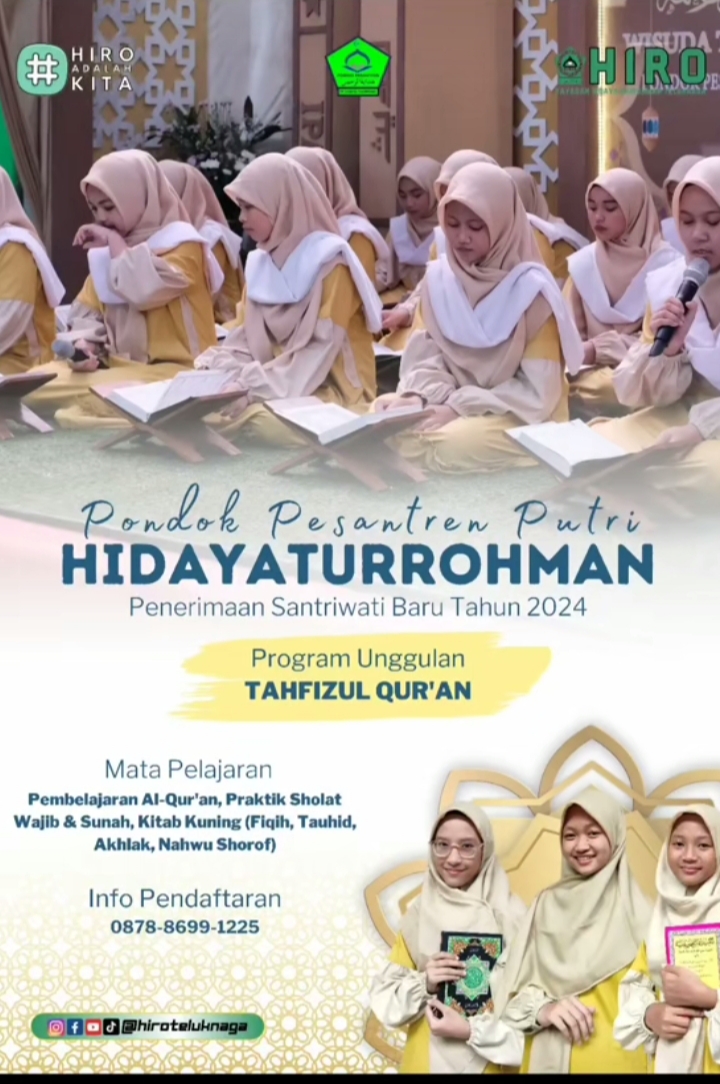 HIRO
ADALAH
KITA
HIRO
WISUDA
Pondok Pesantren Putri
HIDAYATURROHMAN
Penerimaan Santriwati Baru Tahun 2024
Program Unggulan
TAHFIZUL QUR'AN
Mata Pelajaran
Pembelajaran Al-Qur'an, Praktik Sholat
Wajib & Sunah, Kitab Kuning (Fiqih, Tauhid,
Akhlak, Nahwu Shorof)
Info Pendaftaran
0878-8699-1225
@hiroteluknaga